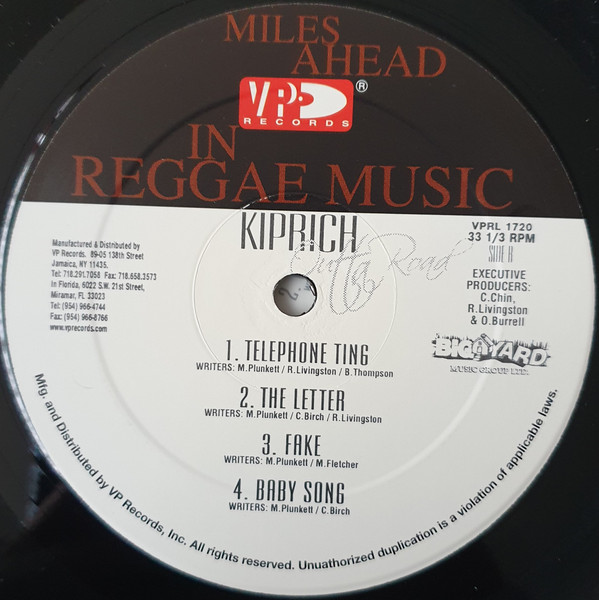 MILES
AHEAD
VP
®
RECORDS
IN
REGGAE MUSIC
KIPRICH
Outta Road
Manufactured & Distributed by
VP Records. 89-05 138th Street
Jamaica, NY 11435.
Tel: 718.291.7058 Fax: 718.658.3573
In Florida, 6022 S.W. 21st Street,
Miramar, FL 33023
Tel: (954) 966-4744
Fax: (954) 966-8766
www.vprecords.com
VPRL 1720
33 1/3 RPM
SIDE B
EXECUTIVE
PRODUCERS:
C.Chin,
R.Livingston
& O.Burrell
BIG YARD
MUSIC GROUP LTD.
1. TELEPHONE TING
WRITERS: M.Plunkett / R.Livingston / B.Thompson
2. THE LETTER
WRITERS: M.Plunkett / C.Birch / R.Livingston
3. FAKE
WRITERS: M.Plunkett / M.Fletcher
4. BABY SONG
WRITERS: M.Plunkett / C.Birch
Mfg. and Distributed by VP Records, Inc. All rights reserved. Unauthorized duplication is a violation of applicable laws.